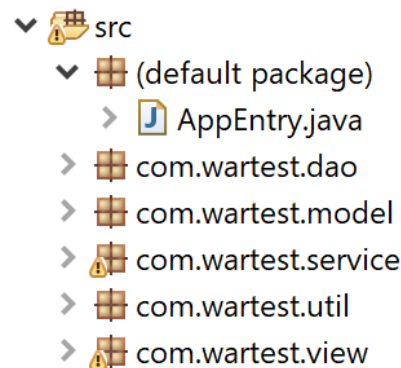 src
(default package)
AppEntry.java
com.wartest.dao
com.wartest.model
com.wartest.service
com.wartest.util
com.wartest.view